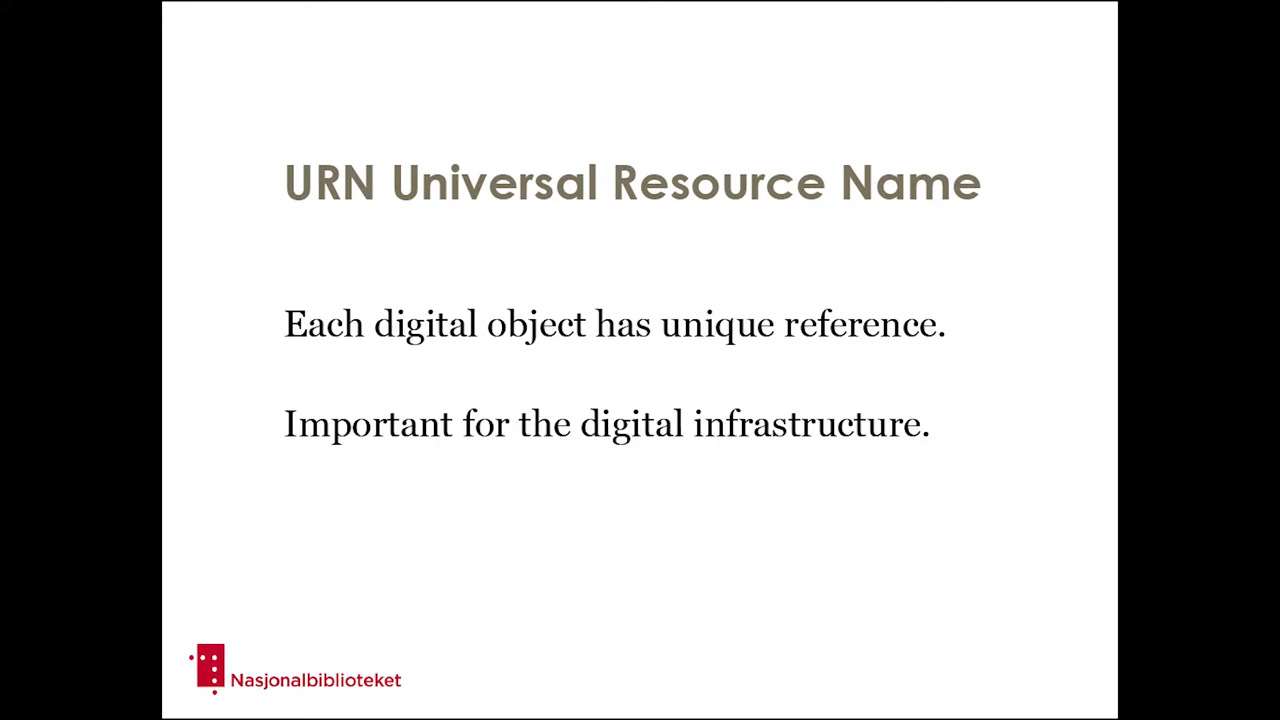 URN Universal Resource Name
Each digital object has unique reference.
Important for the digital infrastructure.
Nasjonalbiblioteket